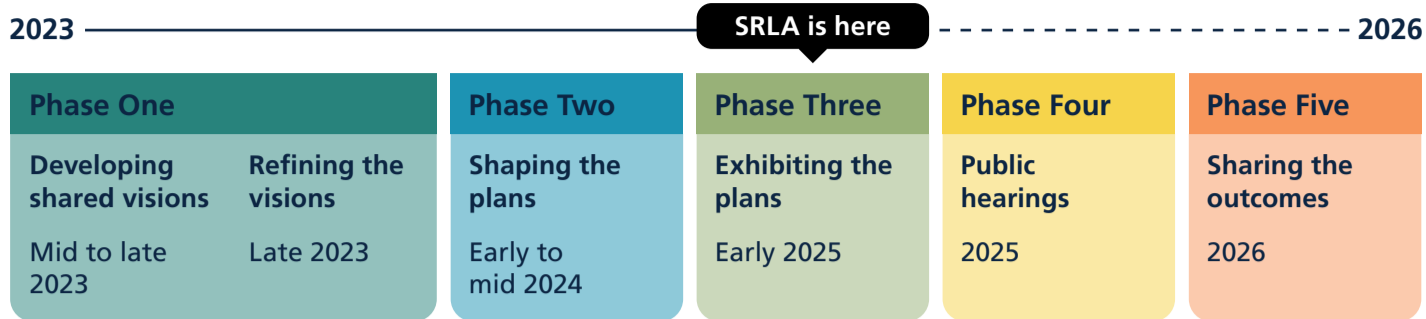 2023
SRLA is here
2026
Phase One
Developing
shared visions
Mid to late
2023
Refining the
visions
Late 2023
Phase Two
Shaping the
plans
Early to
mid 2024
Phase Three
Exhibiting the
plans
Early 2025
Phase Four
Public
hearings
2025
Phase Five
Sharing the
outcomes
2026